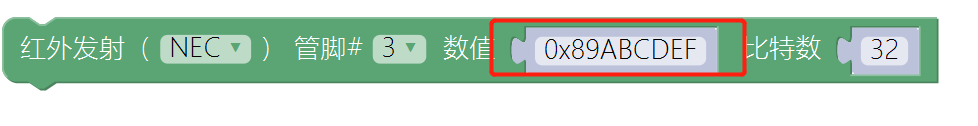 红外发射（ NEC ▼ ） 管脚# 3 ▼ 数值 0x89ABCDEF 比特数 32